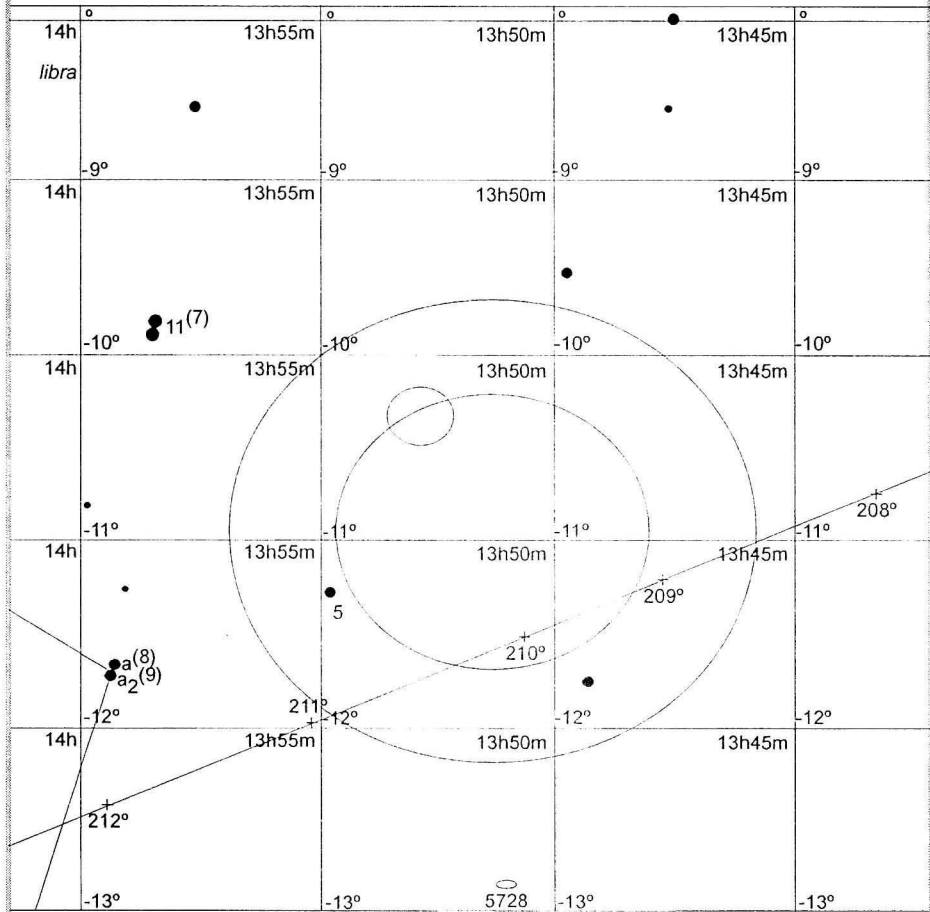 º º º
14h 13h55m 13h50m 13h45m
libra
-9º -9º -9º -9º
14h 13h55m 13h50m 13h45m
11(7)
-10º -10º -10º -10º
14h 13h55m 13h50m 13h45m
208º
-11º -11º -11º -11º
14h 13h55m 13h50m 13h45m
209º
5
210º
a(8)
a2(9)
211º
-12º -12º -12º -12º
14h 13h55m 13h50m 13h45m
212º
5728
-13º -13º -13º -13º